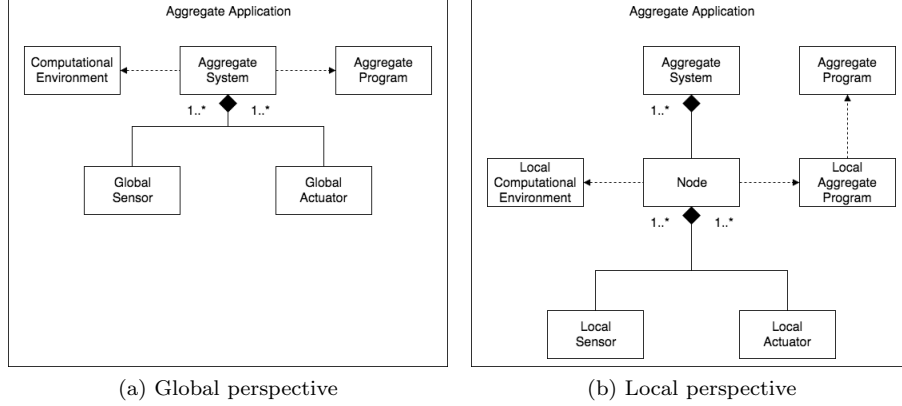 Aggregate Application
Computational
Environment
Aggregate
System
Aggregate
Program
1..*
1..*
Global
Sensor
Global
Actuator
(a) Global perspective
Aggregate Application
Aggregate
System
Aggregate
Program
1..*
Local
Computational
Environment
Node
Local
Aggregate
Program
1..*
1..*
Local
Sensor
Local
Actuator
(b) Local perspective